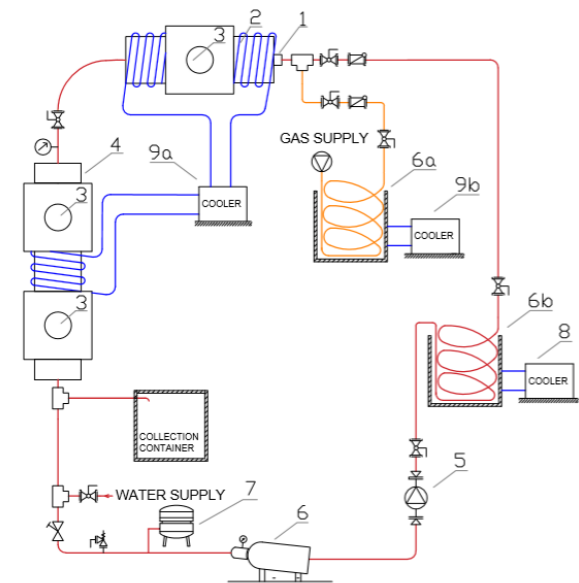 2
1
3
4
9a
GAS SUPPLY
6a
9b
COOLER
3
COOLER
3
6b
8
COOLER
COLLECTION
CONTAINER
5
WATER SUPPLY
7
6